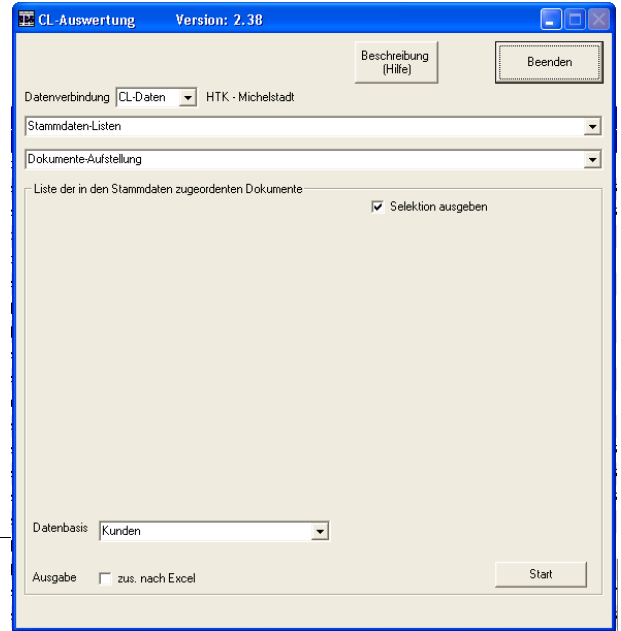 CL-Auswertung Version: 2.38
Beschreibung
(Hilfe)
Beenden
Datenverbindung CL-Daten HTK - Michelstadt
Stammdaten-Listen
Dokumente-Aufstellung
Liste der in den Stammdaten zugeordenten Dokumente
Selektion ausgeben
Datenbasis Kunden
Ausgabe zus. nach Excel
Start